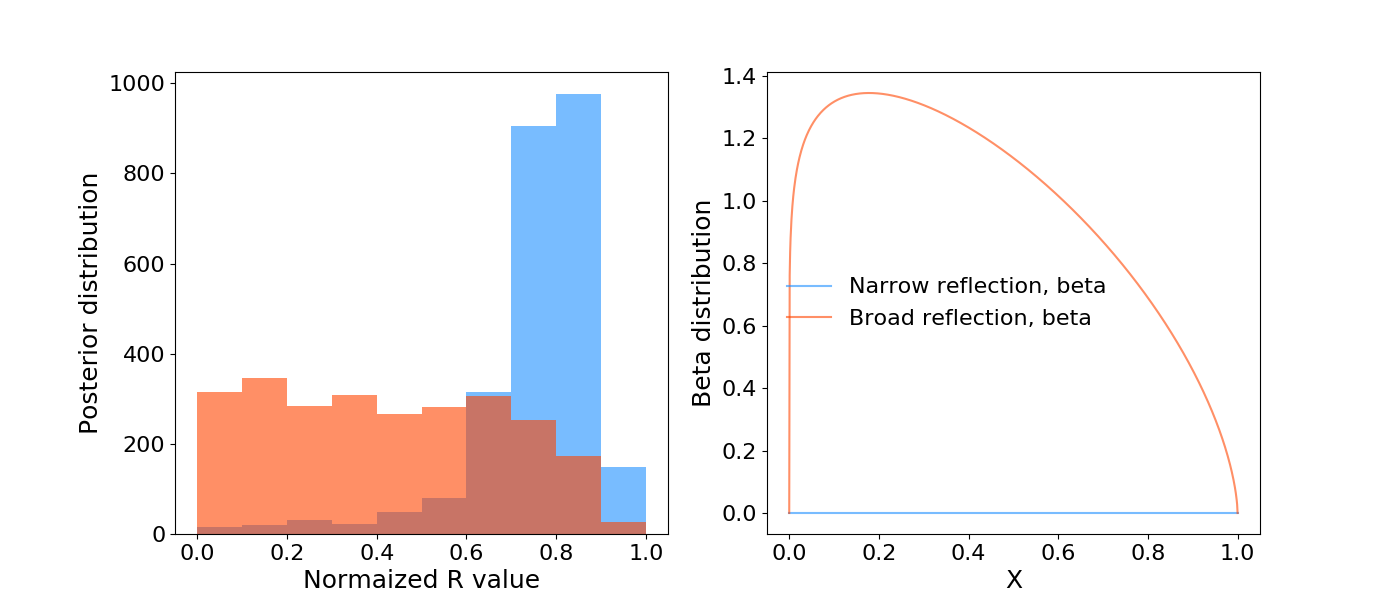 Posterior distribution
1000
800
600
400
200
0
0.0 0.2 0.4 0.6 0.8 1.0
Normaized R value
Beta distribution
1.4
1.2
1.0
0.8
0.6
0.4
0.2
0.0
Narrow reflection, beta
Broad reflection, beta
0.0 0.2 0.4 0.6 0.8 1.0
X